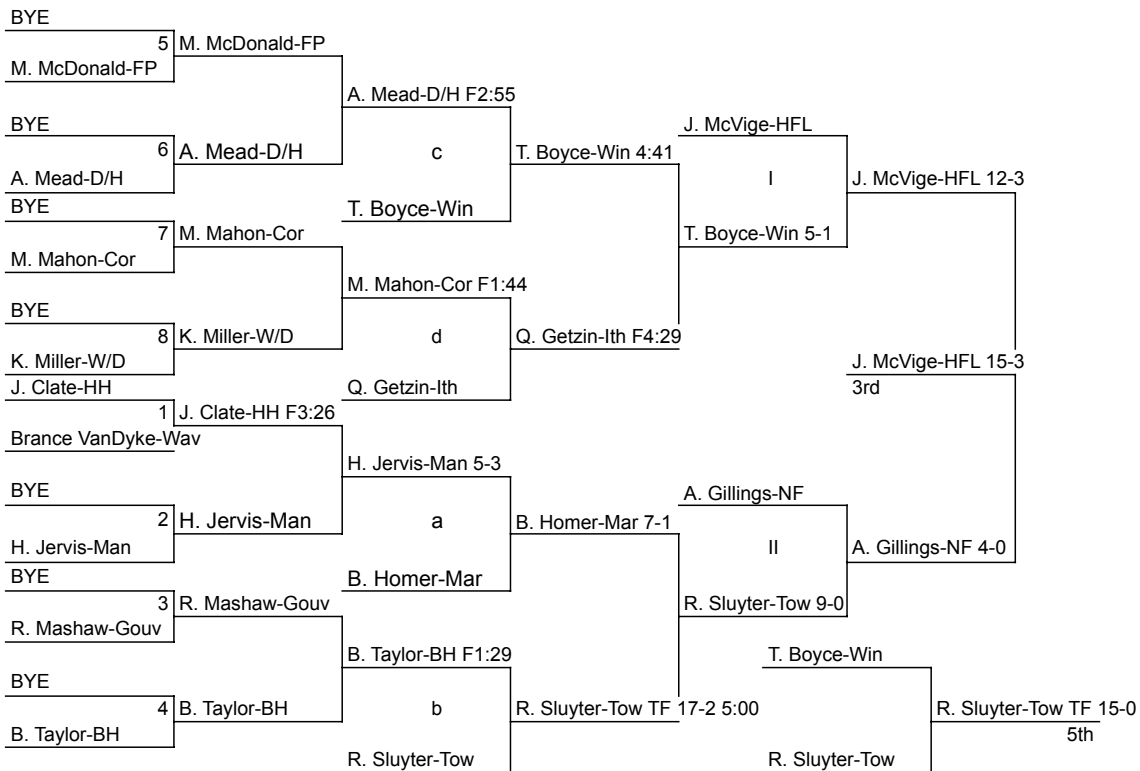 BYE
5 M. McDonald-FP
M. McDonald-FP
A. Mead-D/H F2:55
BYE
J. McVige-HFL
6 A. Mead-D/H
c
T. Boyce-Win 4:41
A. Mead-D/H
I
J. McVige-HFL 12-3
BYE
T. Boyce-Win
7 M. Mahon-Cor
T. Boyce-Win 5-1
M. Mahon-Cor
M. Mahon-Cor F1:44
BYE
8 K. Miller-W/D
d
Q. Getzin-Ith F4:29
K. Miller-W/D
J. McVige-HFL 15-3
J. Clate-HH
Q. Getzin-Ith
3rd
1 J. Clate-HH F3:26
Brance VanDyke-Wav
H. Jervis-Man 5-3
BYE
A. Gillings-NF
2 H. Jervis-Man
a
B. Homer-Mar 7-1
H. Jervis-Man
II
A. Gillings-NF 4-0
BYE
B. Homer-Mar
3 R. Mashaw-Gouv
R. Sluyter-Tow 9-0
R. Mashaw-Gouv
B. Taylor-BH F1:29
T. Boyce-Win
BYE
4 B. Taylor-BH
b
R. Sluyter-Tow TF 17-2 5:00
R. Sluyter-Tow TF 15-0
B. Taylor-BH
5th
R. Sluyter-Tow
R. Sluyter-Tow